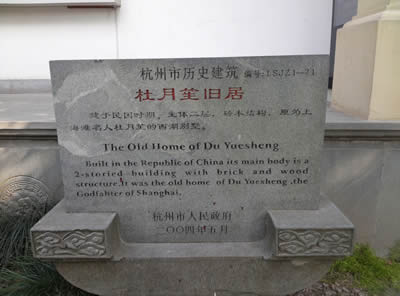 杭州市历史建筑 编号:LSJZ1-71
杜月笙旧居
建于民国时期。主体二层，砖木结构，原为上
海滩名人杜月笙的西湖别墅。
The Old Home of Du Yuesheng
Built in the Republic of China its main body is a
2-storied building with brick and wood
structure.It was the old home of Du Yuesheng ,the
Godfahter of Shanghai.
杭州市人民政府
二〇〇四年五月